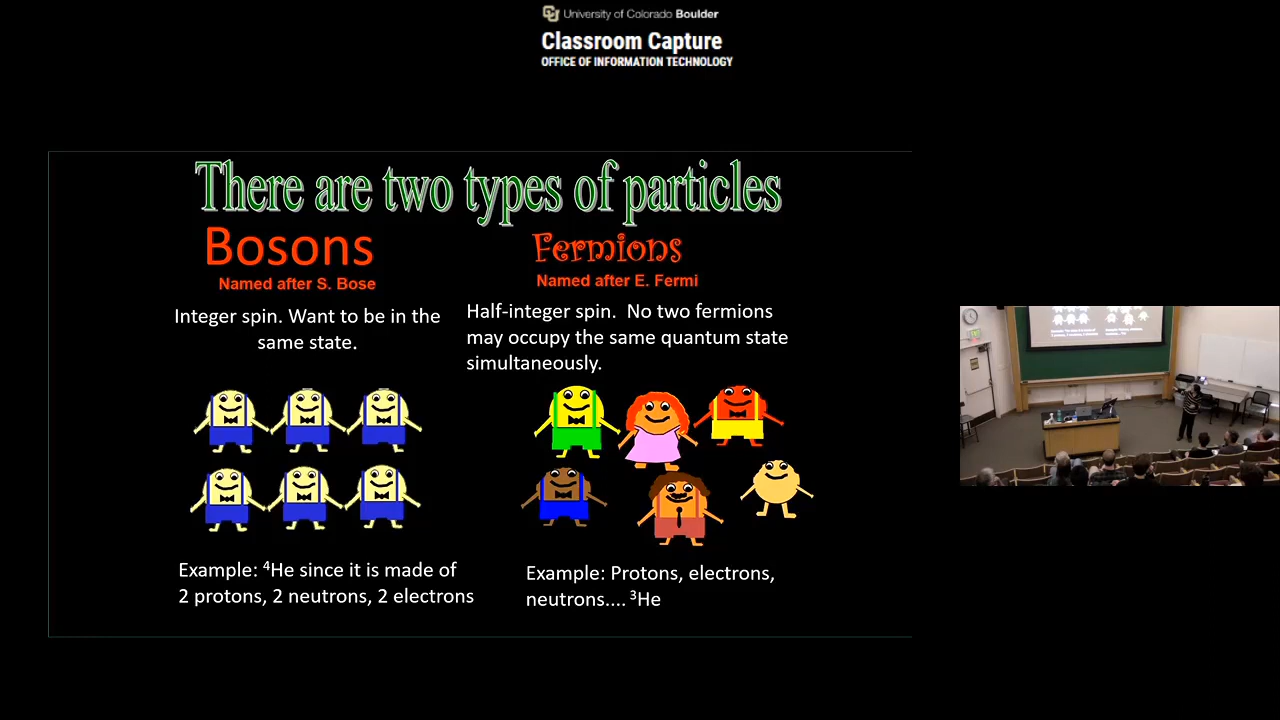 University of Colorado Boulder
Classroom Capture
OFFICE OF INFORMATION TECHNOLOGY
There are two types of particles
Bosons
Named after S. Bose
Integer spin. Want to be in the
same state.
Example: ⁴He since it is made of
2 protons, 2 neutrons, 2 electrons
Fermions
Named after E. Fermi
Half-integer spin. No two fermions
may occupy the same quantum state
simultaneously.
Example: Protons, electrons,
neutrons.... ³He